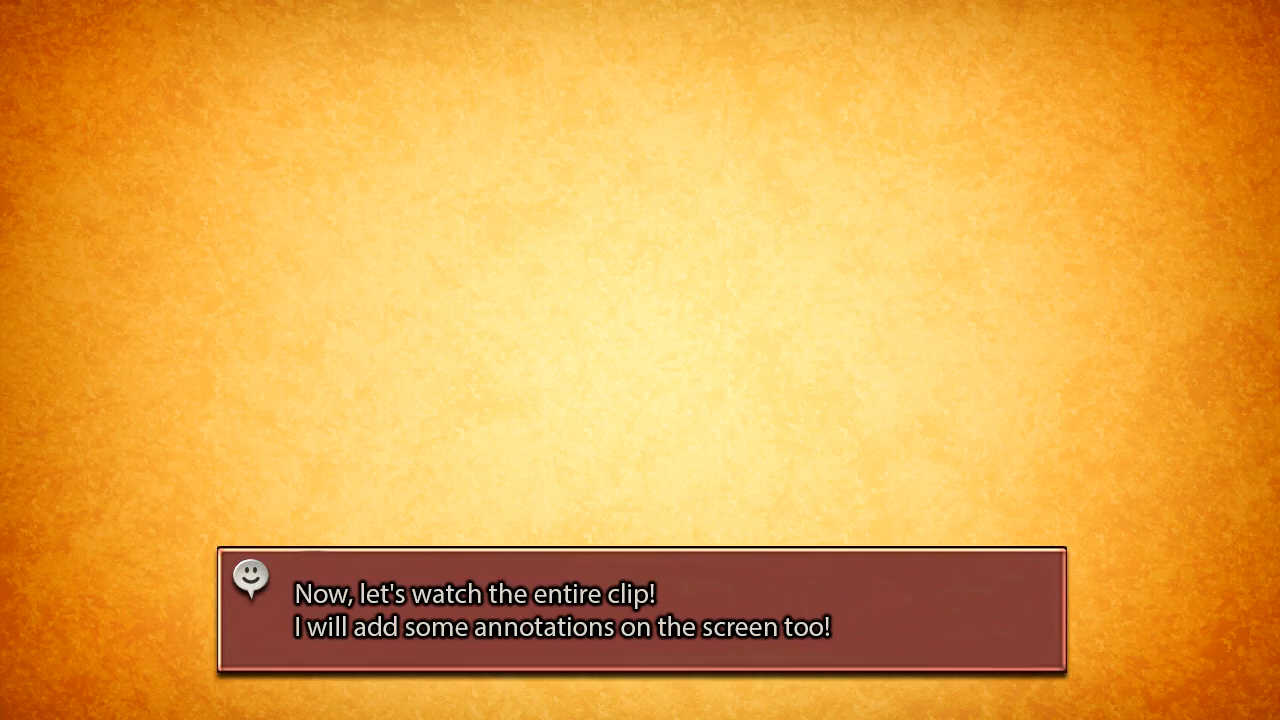 Now, let's watch the entire clip!
I will add some annotations on the screen too!